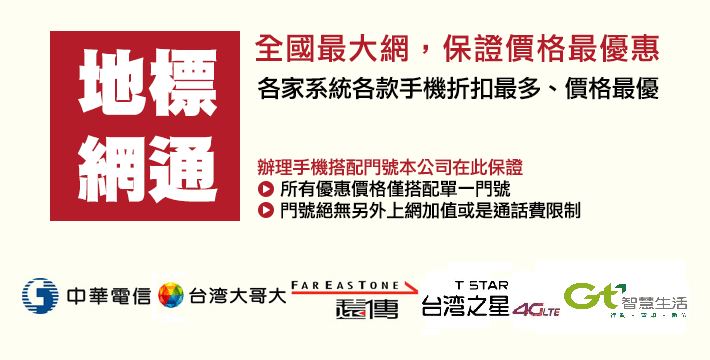 地標
網通
全國最大網，保證價格最優惠
各家系統各款手機折扣最多、價格最優
辦理手機搭配門號本公司在此保證
所有優惠價格僅搭配單一門號
門號絕無另外上網加值或是通話費限制
中華電信
台湾大哥大
FAREASTONE
遠傳
T STAR
台湾之星 4G LTE
Gt 智慧生活